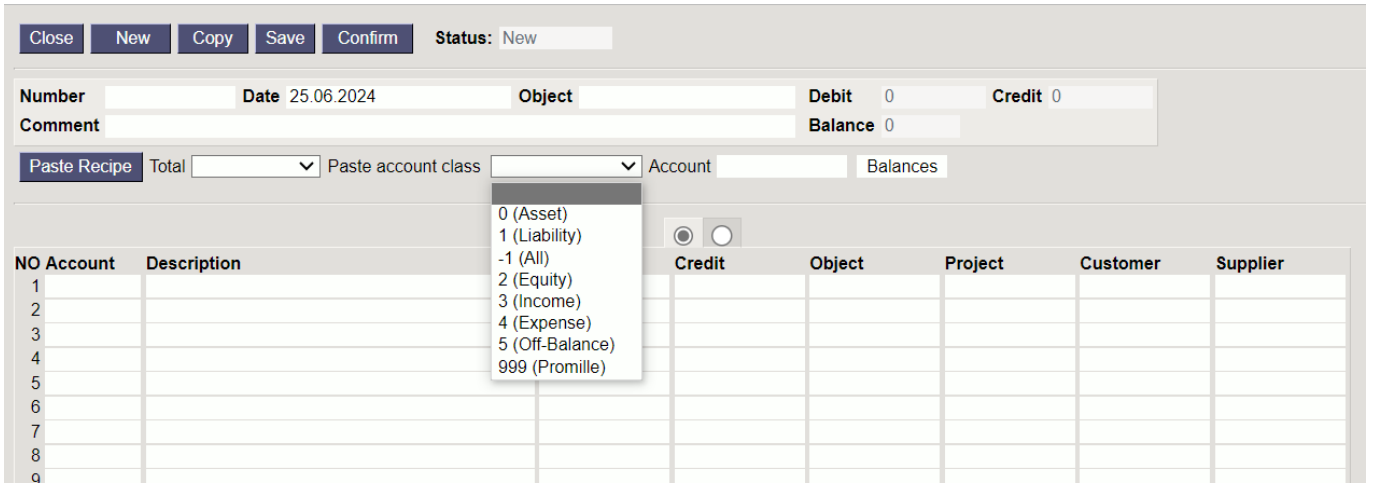 Close New Copy Save Confirm Status: New
Number Date 25.06.2024 Object Debit 0 Credit 0
Comment Balance 0
Paste Recipe Total Paste account class Account Balances
0 (Asset)
1 (Liability)
-1 (All)
2 (Equity)
3 (Income)
4 (Expense)
5 (Off-Balance)
999 (Promille)
NO Account Description Credit Object Project Customer Supplier
1
2
3
4
5
6
7
8
9